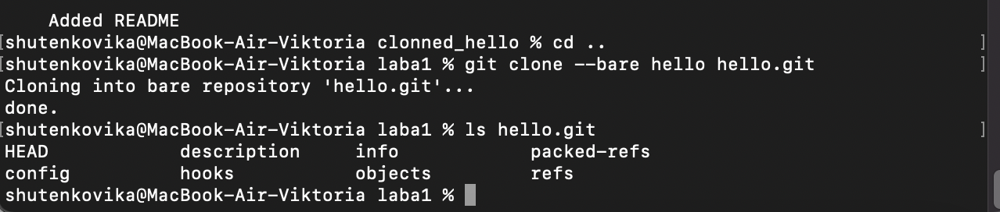 Added README
[shutenkovika@MacBook-Air-Viktoria clonned_hello % cd ..                                  ]
[shutenkovika@MacBook-Air-Viktoria laba1 % git clone --bare hello hello.git               ]
Cloning into bare repository 'hello.git'...
done.
[shutenkovika@MacBook-Air-Viktoria laba1 % ls hello.git                                   ]
HEAD            description     info            packed-refs
config          hooks           objects         refs
shutenkovika@MacBook-Air-Viktoria laba1 %